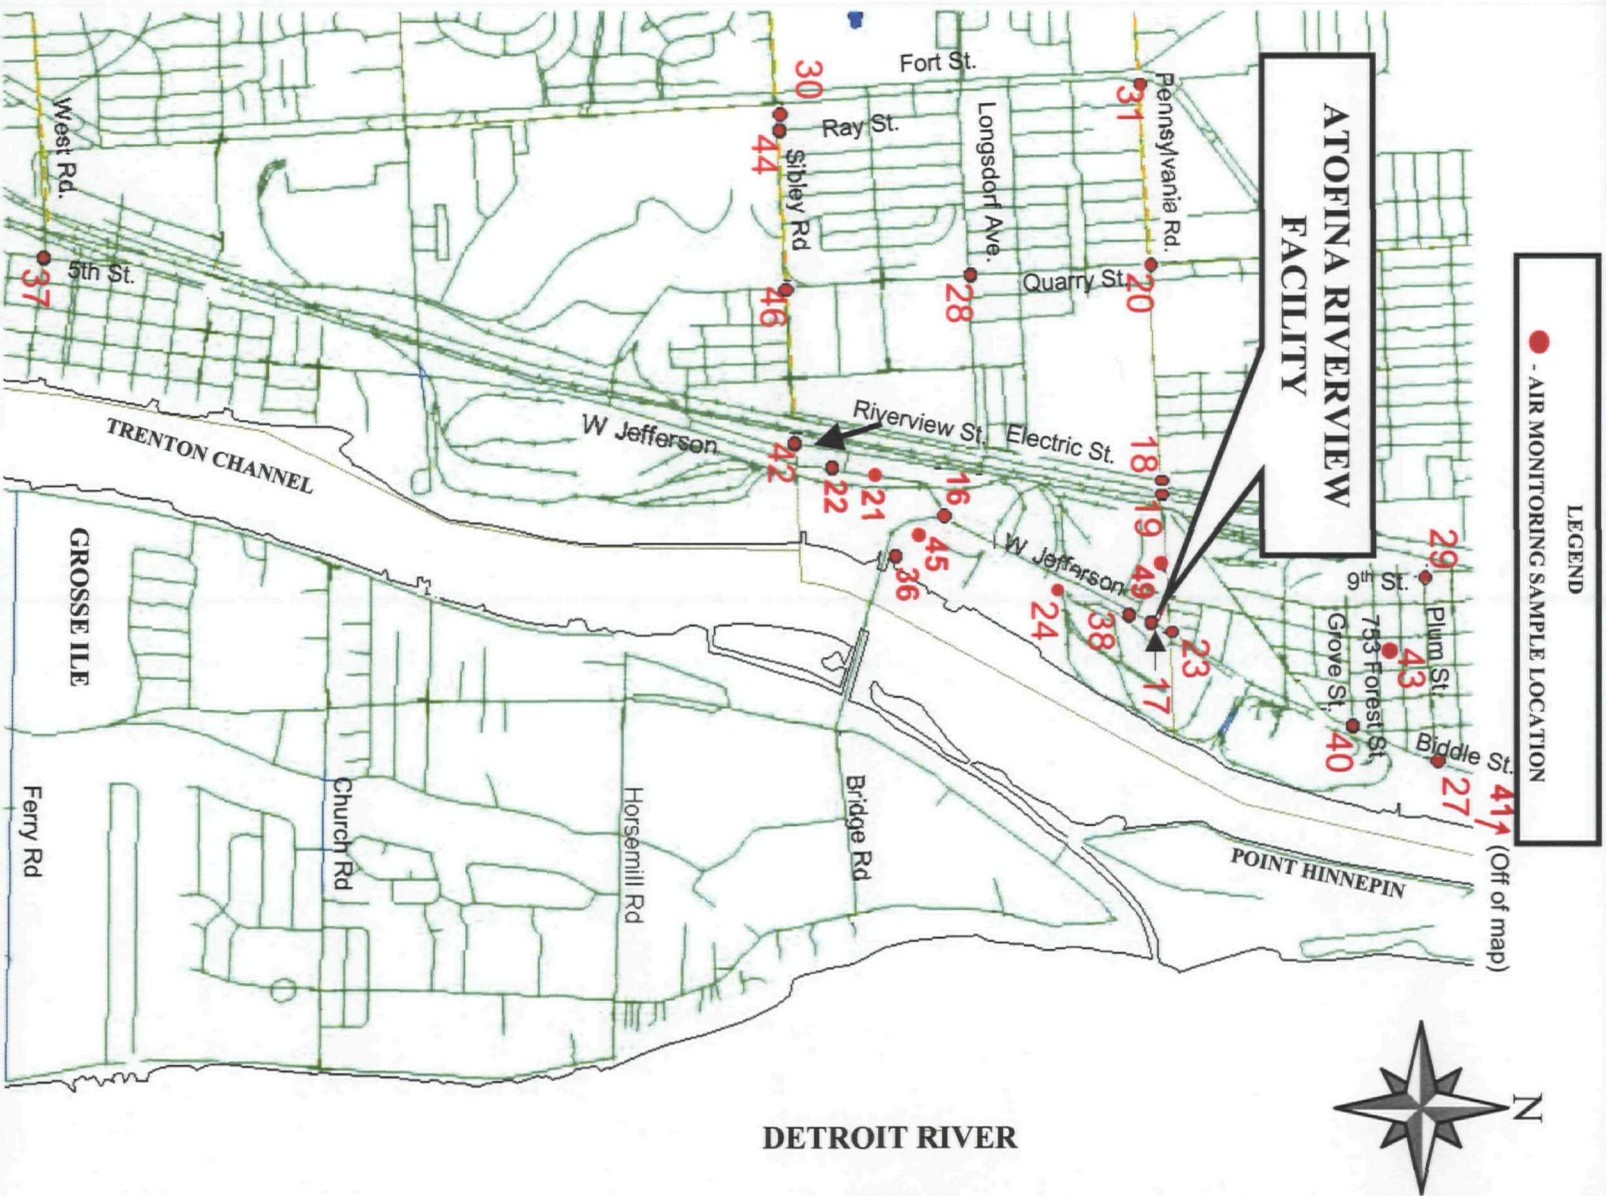 LEGEND
- AIR MONITORING SAMPLE LOCATION
ATOFINA RIVERVIEW
FACILITY
N
Fort St.
Ray St.
Longsdorf Ave.
Pennsylvania Rd.
Sibley Rd
West Rd.
5th St.
Quarry St.
Riverview St.
Electric St.
W Jefferson
W Jefferson
9th St.
Plum St.
753 Forest St.
Grove St.
Biddle St.
30
44
31
37
46
28
20
18
19
42
22
21
16
45
36
49
24
38
23
17
29
43
40
27
41
(Off of map)
TRENTON CHANNEL
GROSSE ILE
POINT HINNEPIN
Ferry Rd
Church Rd
Horsemill Rd
Bridge Rd
DETROIT RIVER